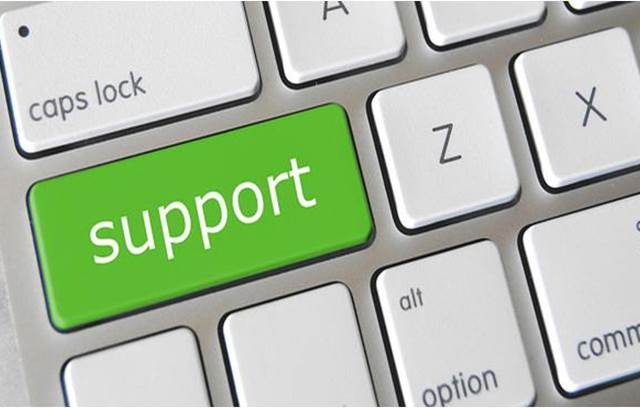 A
caps lock
Z
X
support
alt
option
comm